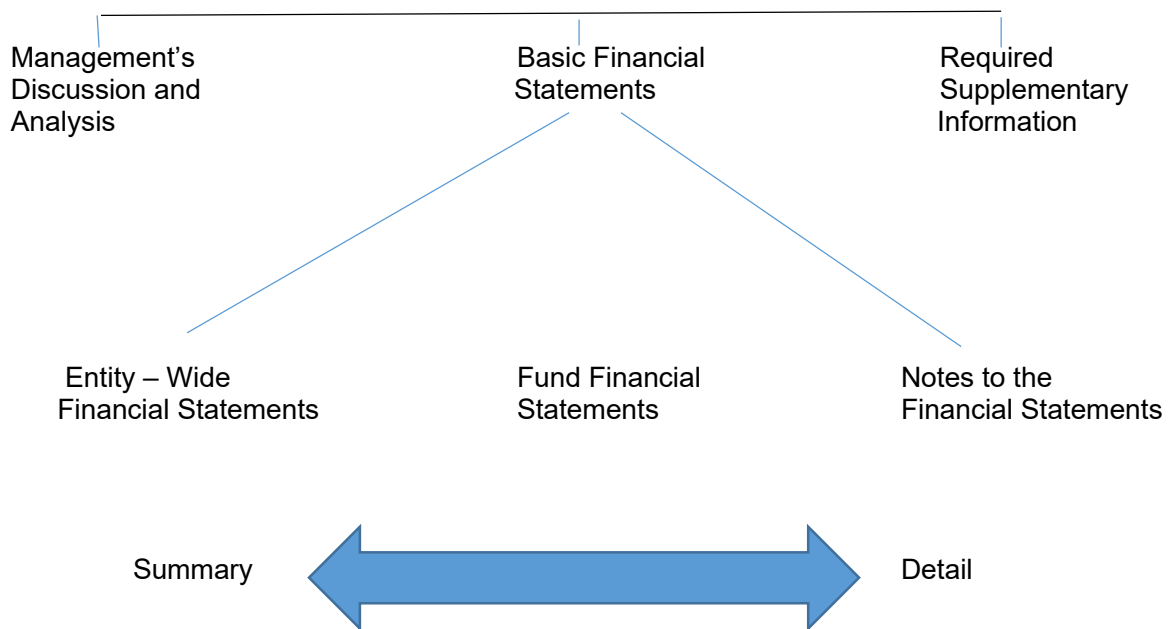 Management’s
Discussion and
Analysis
Basic Financial
Statements
Required
Supplementary
Information
Entity – Wide
Financial Statements
Fund Financial
Statements
Notes to the
Financial Statements
Summary
Detail